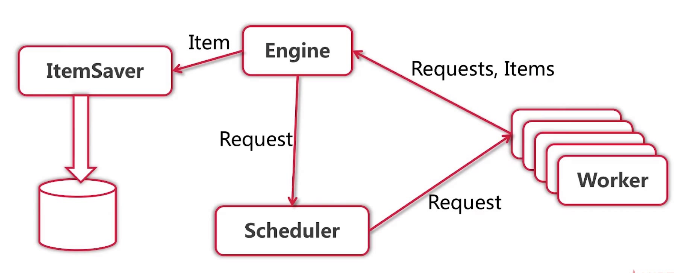 Item
Engine
ItemSaver
Requests, Items
Request
Worker
Request
Scheduler